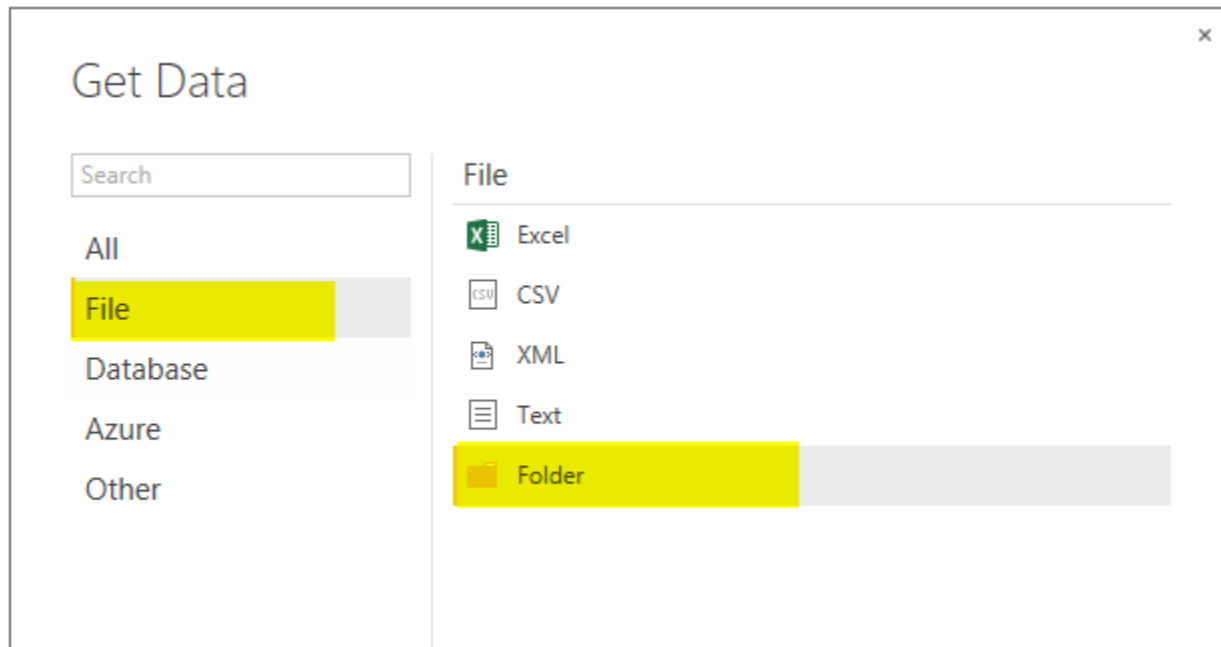 Get Data
Search
All
File
Database
Azure
Other
File
Excel
CSV
XML
Text
Folder